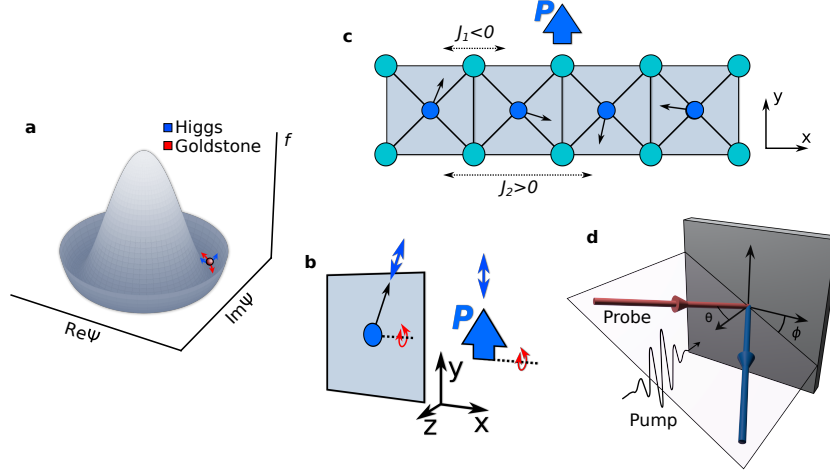 a
Higgs
Goldstone
f
ReΨ
ImΨ
c
P
J₁<0
J₂>0
y
x
b
P
y
z
x
d
Probe
θ
ϕ
Pump